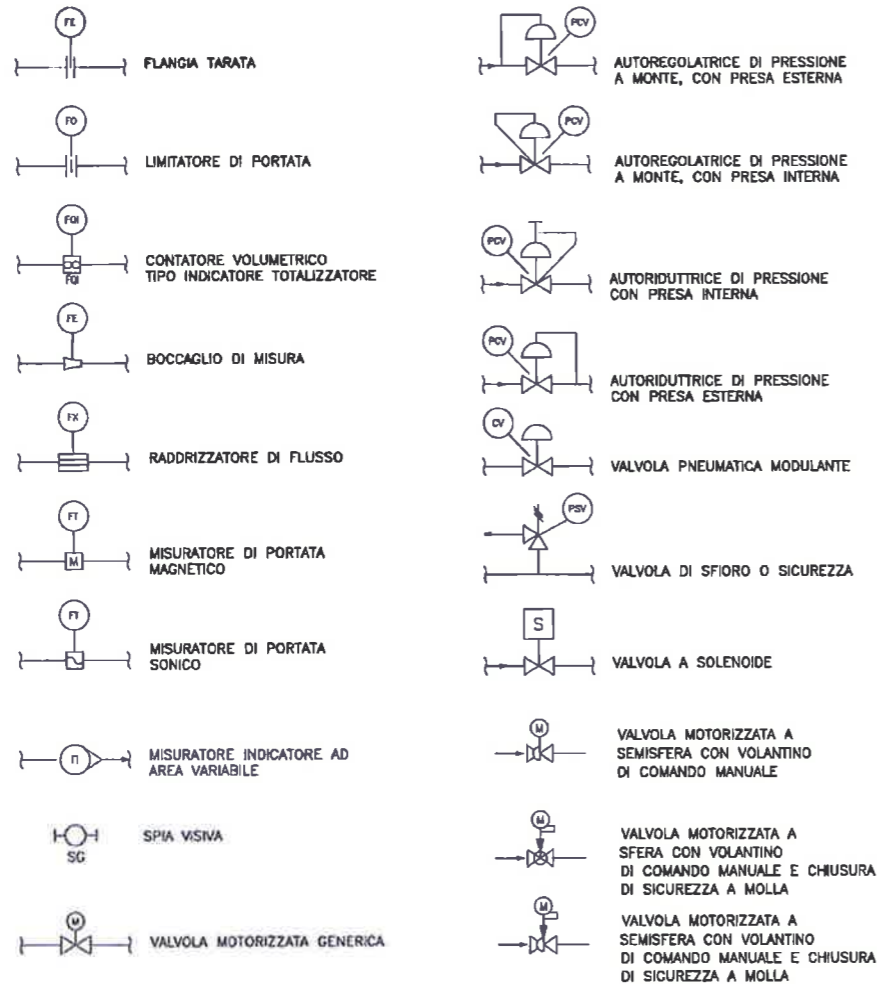 FE
FLANGIA TARATA
FO
LIMITATORE DI PORTATA
FQI
CONTATORE VOLUMETRICO
TIPO INDICATORE TOTALIZZATORE
FQI
FE
BOCCAGLIO DI MISURA
FX
RADDRIZZATORE DI FLUSSO
FT
M
MISURATORE DI PORTATA
MAGNETICO
FT
MISURATORE DI PORTATA
SONICO
MISURATORE INDICATORE AD
AREA VARIABILE
SPIA VISIVA
SG
M
VALVOLA MOTORIZZATA GENERICA
PCV
AUTOREGOLATRICE DI PRESSIONE
A MONTE, CON PRESA ESTERNA
PCV
AUTOREGOLATRICE DI PRESSIONE
A MONTE, CON PRESA INTERNA
PCV
AUTORIDUTTRICE DI PRESSIONE
CON PRESA INTERNA
PCV
AUTORIDUTTRICE DI PRESSIONE
CON PRESA ESTERNA
CV
VALVOLA PNEUMATICA MODULANTE
PSV
VALVOLA DI SFIORO O SICUREZZA
S
VALVOLA A SOLENOIDE
M
VALVOLA MOTORIZZATA A
SEMISFERA CON VOLANTINO
DI COMANDO MANUALE
M
VALVOLA MOTORIZZATA A
SFERA CON VOLANTINO
DI COMANDO MANUALE E CHIUSURA
DI SICUREZZA A MOLLA
M
VALVOLA MOTORIZZATA A
SEMISFERA CON VOLANTINO
DI COMANDO MANUALE E CHIUSURA
DI SICUREZZA A MOLLA